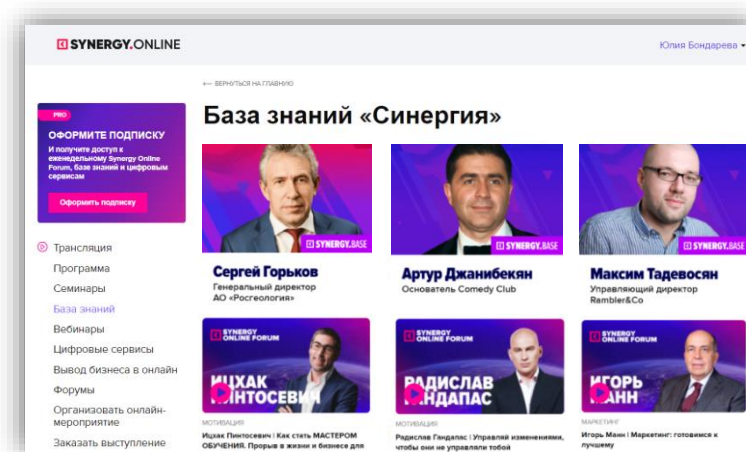 SYNERGY.ONLINE
Юлия Бондарева
← ВЕРНУТЬСЯ НА ГЛАВНУЮ
База знаний «Синергия»
PRO
ОФОРМИТЕ ПОДПИСКУ
И получите доступ к
еженедельному Synergy Online
Forum, базе знаний и цифровым
сервисам
Оформить подписку
Трансляция
Программа
Семинары
База знаний
Вебинары
Цифровые сервисы
Вывод бизнеса в онлайн
Форумы
Организовать онлайн-
мероприятие
Заказать выступление
SYNERGY.BASE
Сергей Горьков
Генеральный директор
АО «Росгеология»
SYNERGY.BASE
Артур Джанибекян
Основатель Comedy Club
SYNERGY.BASE
Максим Тадевосян
Управляющий директор
Rambler&Co
SYNERGY
ONLINE FORUM
ИЦХАК
ПИНТОСЕВИЧ
МОТИВАЦИЯ
Ицхак Пинтосевич | Как стать МАСТЕРОМ
ОБУЧЕНИЯ. Прорыв в жизни и бизнесе для
SYNERGY
ONLINE FORUM
РАДИСЛАВ
ГАНДАПАС
МОТИВАЦИЯ
Радислав Гандапас | Управляй изменениями,
чтобы они не управляли тобой
SYNERGY
ONLINE FORUM
ИГОРЬ
МАНН
МАРКЕТИНГ
Игорь Манн | Маркетинг: готовимся к
лучшему